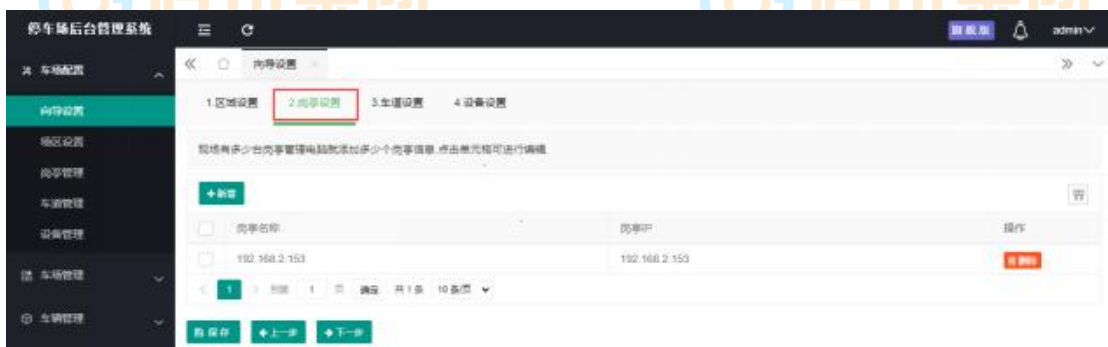 停车场后台管理系统
旗舰版
admin
车场配置
向导设置
场区设置
岗亭管理
车道管理
设备管理
车场管理
车辆管理
向导设置
1.区域设置 2.岗亭设置 3.车道设置 4.设备设置
现场有多少台岗亭管理电脑就添加多少个岗亭信息,点击单元格可进行编辑
+新增
岗亭名称 岗亭IP 操作
192.168.2.153 192.168.2.153 删除
1 到第 1 页 确定 共1条 10条/页
保存 上一步 下一步